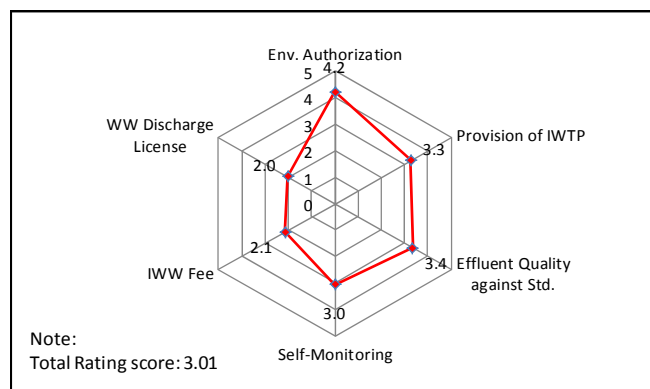 Env. Authorization
4.2
5
4
3
2
1
0
WW Discharge
License
2.0
Provision of IWTP
3.3
IWW Fee
2.1
Effluent Quality
against Std.
3.4
3.0
Self-Monitoring
Note:
Total Rating score: 3.01